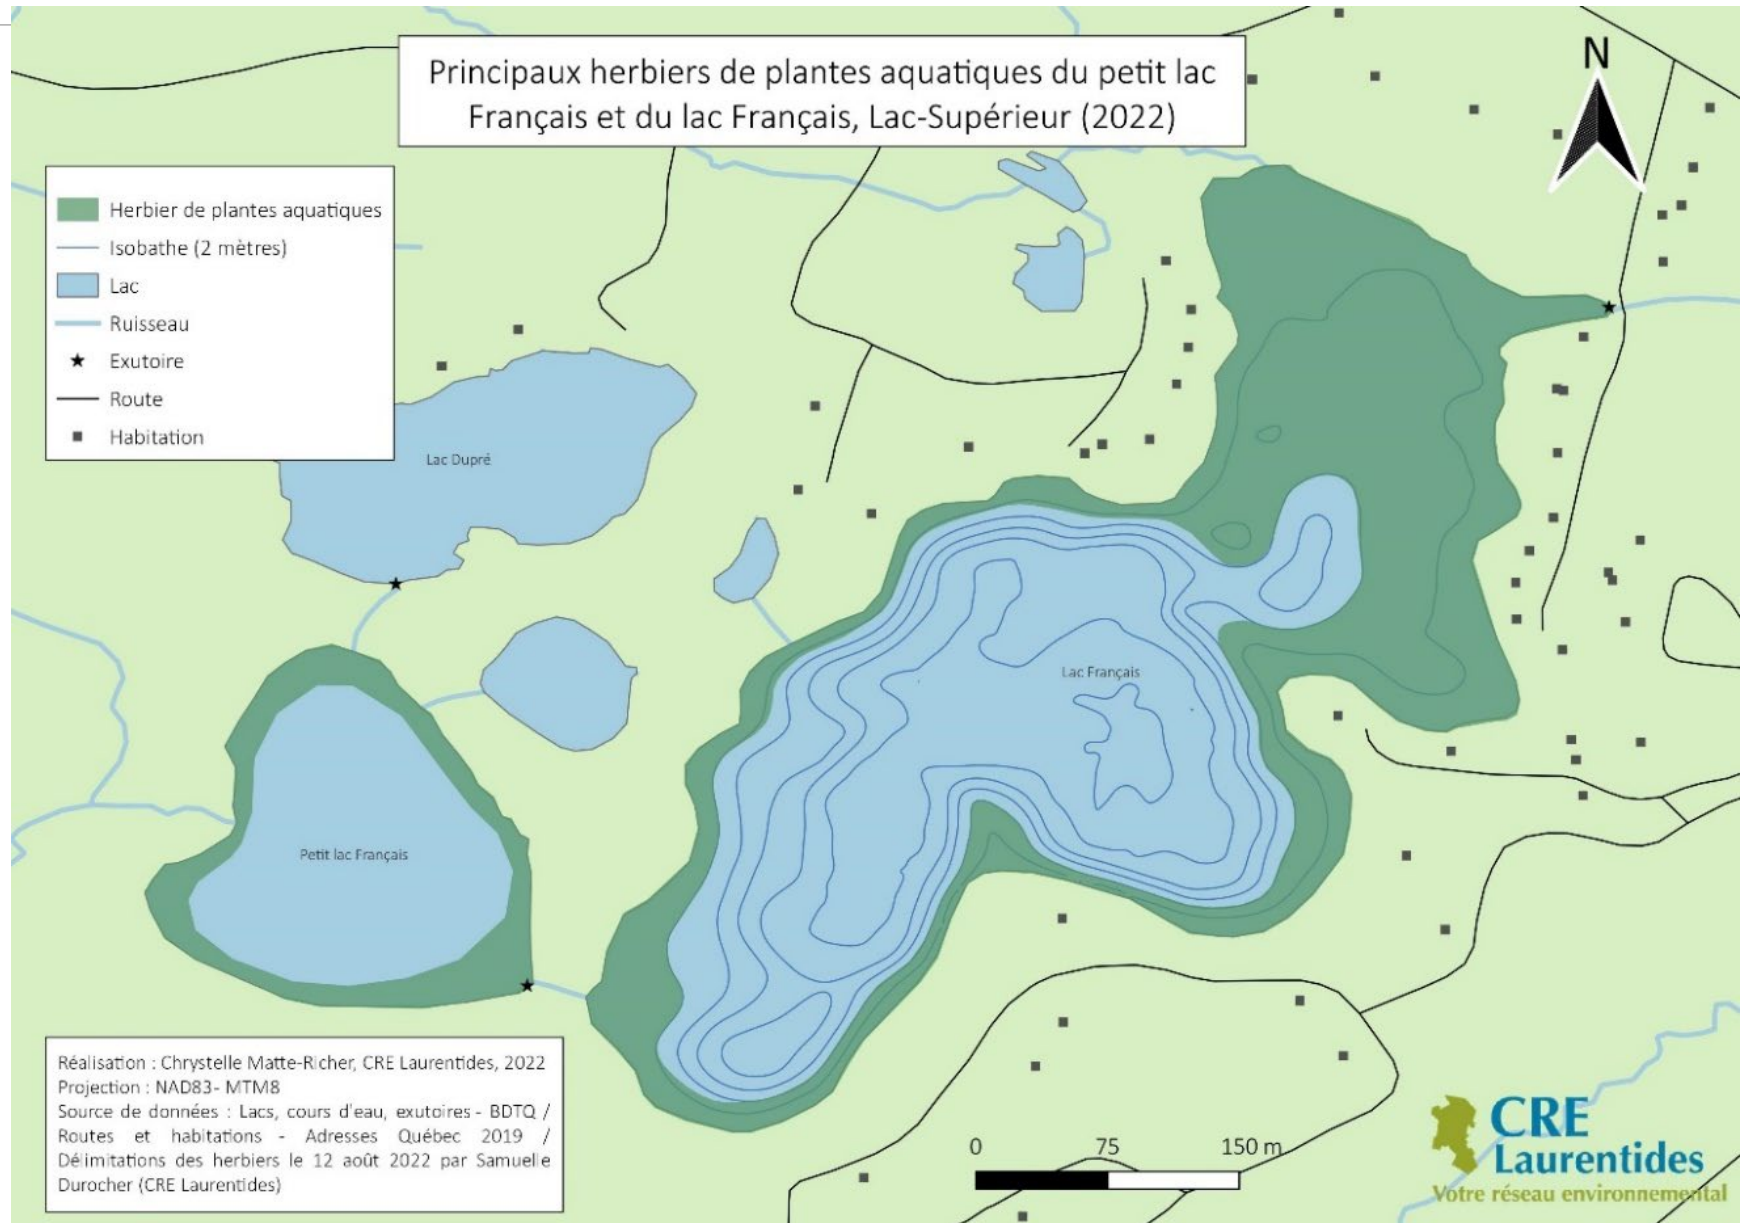 Principaux herbiers de plantes aquatiques du petit lac
Français et du lac Français, Lac-Supérieur (2022)
N
Herbier de plantes aquatiques
Isobathe (2 mètres)
Lac
Ruisseau
Exutoire
Route
Habitation
Lac Dupré
Lac Français
Petit lac Français
Réalisation : Chrystelle Matte-Richer, CRE Laurentides, 2022
Projection : NAD83- MTM8
Source de données : Lacs, cours d'eau, exutoires - BDTQ /
Routes et habitations - Adresses Québec 2019 /
Délimitations des herbiers le 12 août 2022 par Samuelle
Durocher (CRE Laurentides)
0 75 150 m
CRE
Laurentides
Votre réseau environnemental